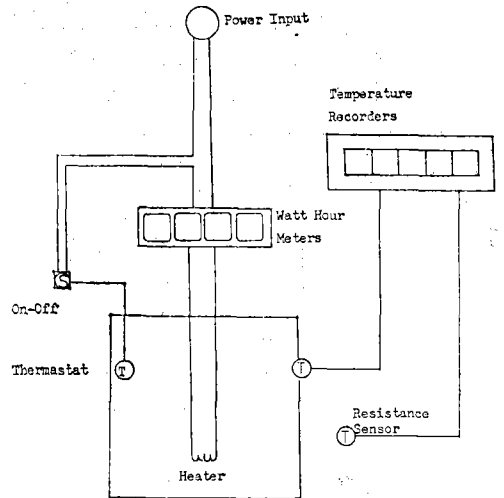 Power Input
Temperature
Recorders
Watt Hour
Meters
S
On-Off
Thermastat
T
T
Resistance
Sensor
T
Heater